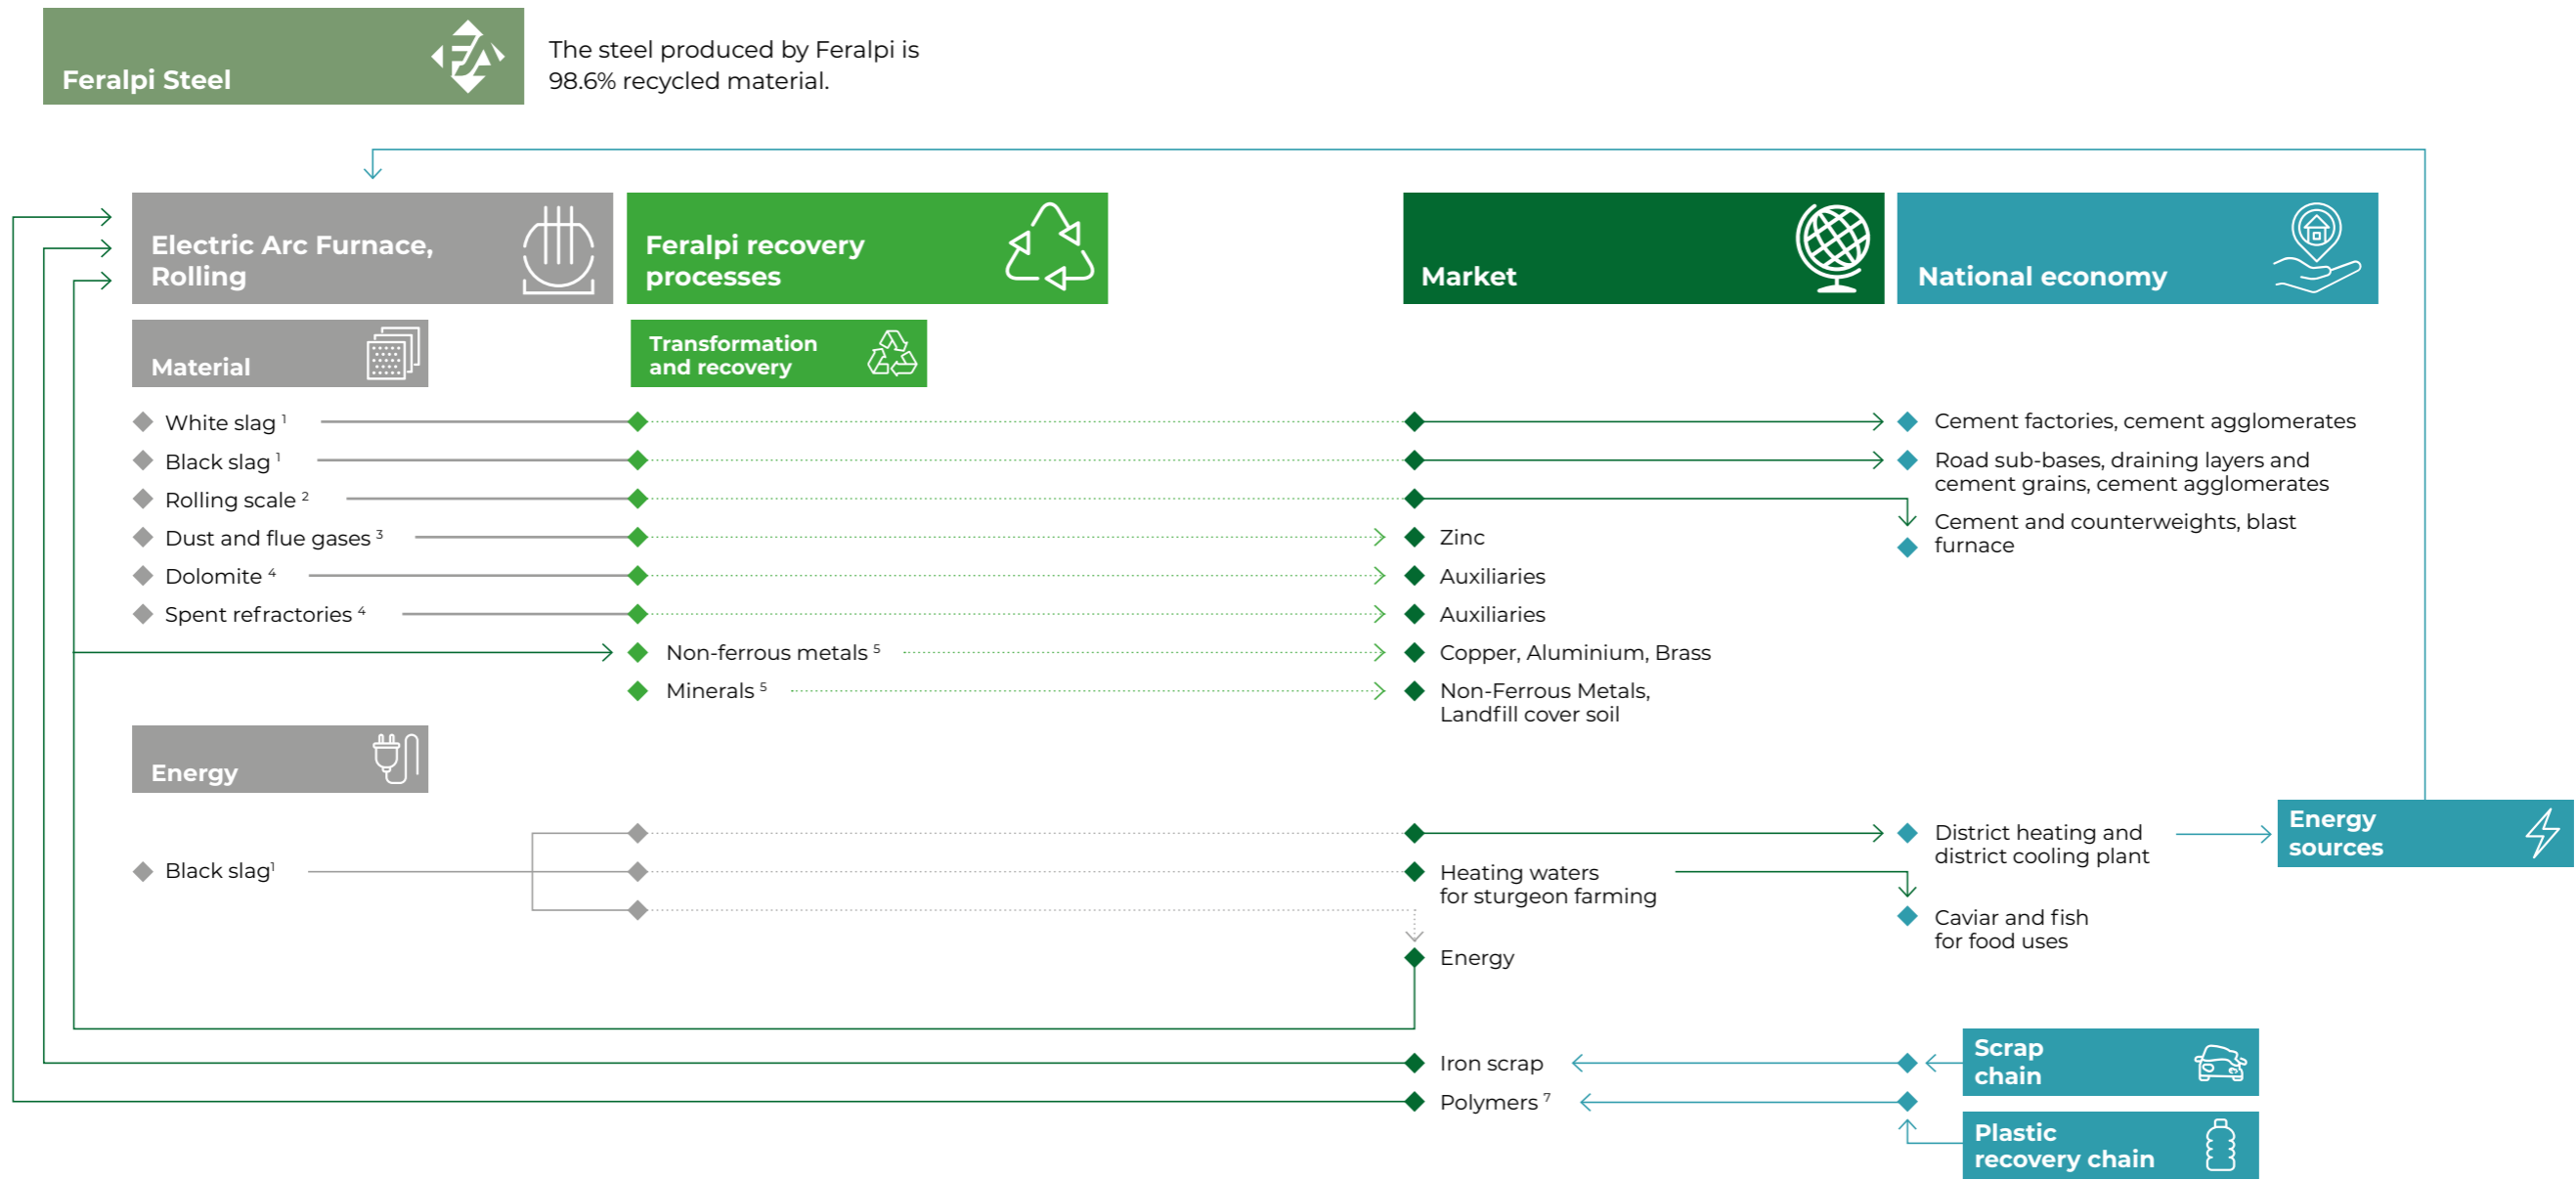 Feralpi Steel
The steel produced by Feralpi is
98.6% recycled material.
Electric Arc Furnace,
Rolling
Feralpi recovery
processes
Market
National economy
Material
Transformation
and recovery
White slag ¹
Cement factories, cement agglomerates
Black slag ¹
Road sub-bases, draining layers and
cement grains, cement agglomerates
Rolling scale ²
Cement and counterweights, blast
furnace
Dust and flue gases ³
Zinc
Dolomite ⁴
Auxiliaries
Spent refractories ⁴
Auxiliaries
Non-ferrous metals ⁵
Copper, Aluminium, Brass
Minerals ⁵
Non-Ferrous Metals,
Landfill cover soil
Energy
Black slag¹
District heating and
district cooling plant
Energy
sources
Heating waters
for sturgeon farming
Caviar and fish
for food uses
Energy
Iron scrap
Scrap
chain
Polymers ⁷
Plastic
recovery chain